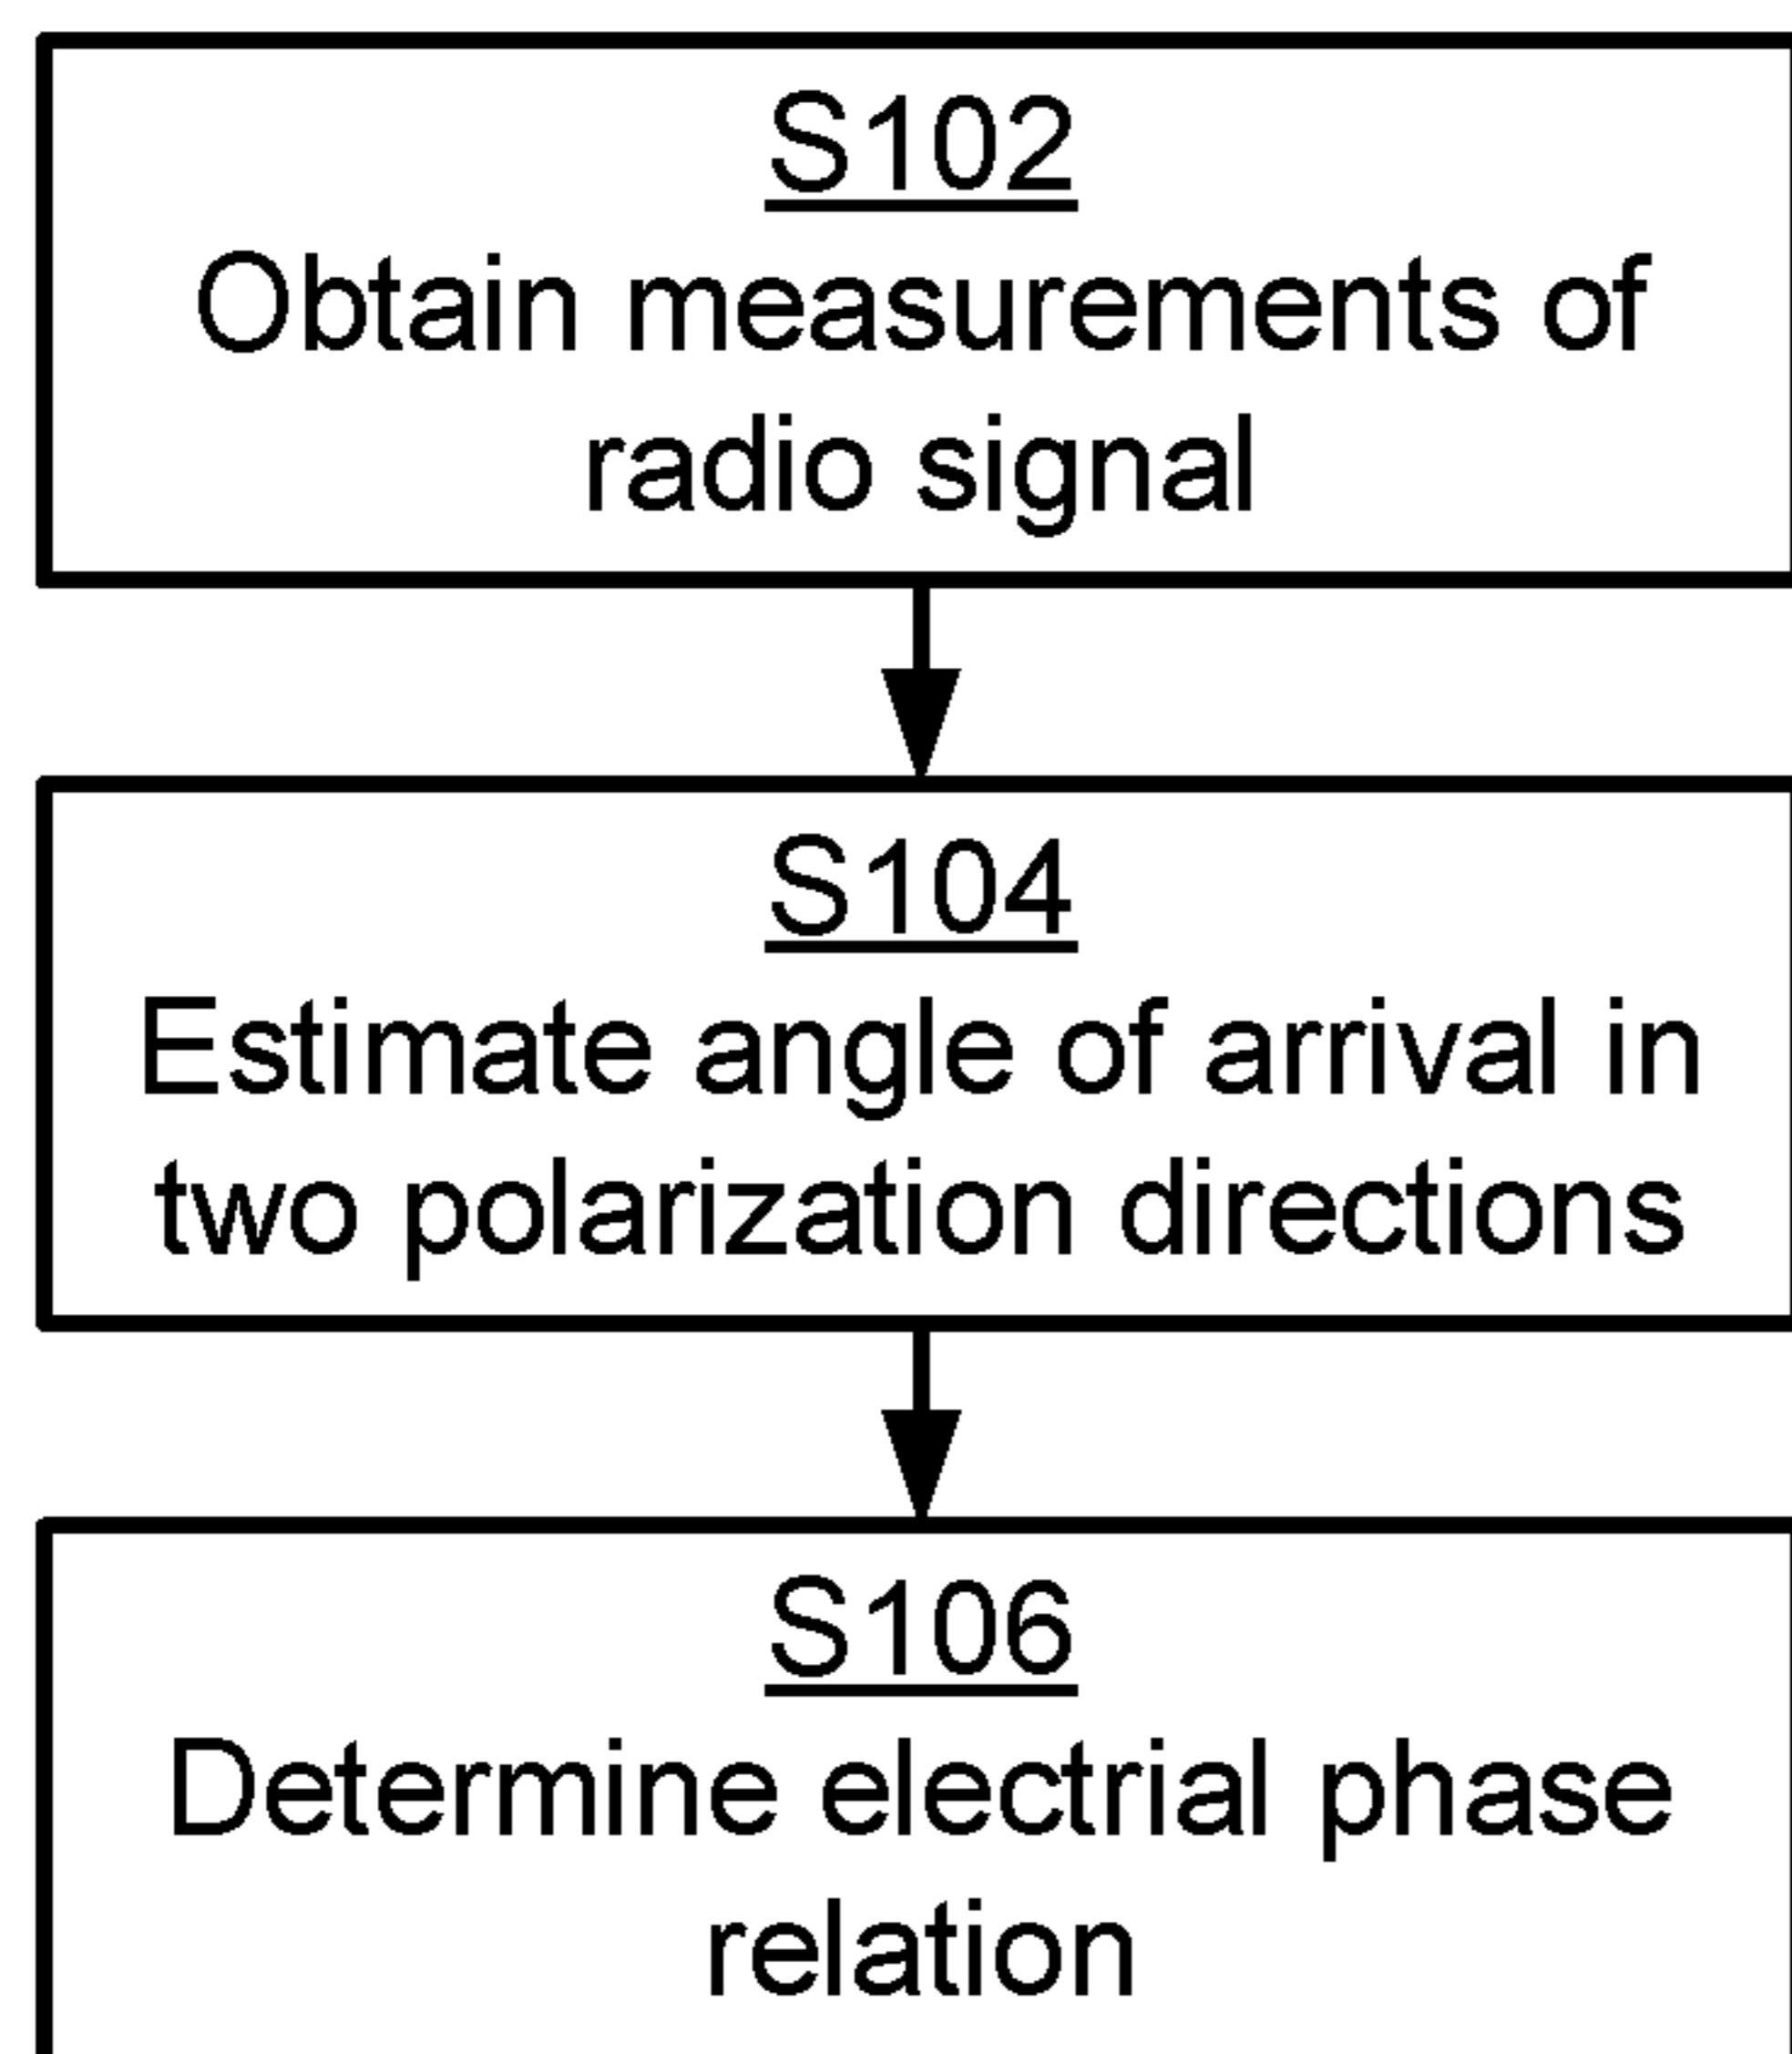 S102
Obtain measurements of
radio signal
S104
Estimate angle of arrival in
two polarization directions
S106
Determine electrial phase
relation